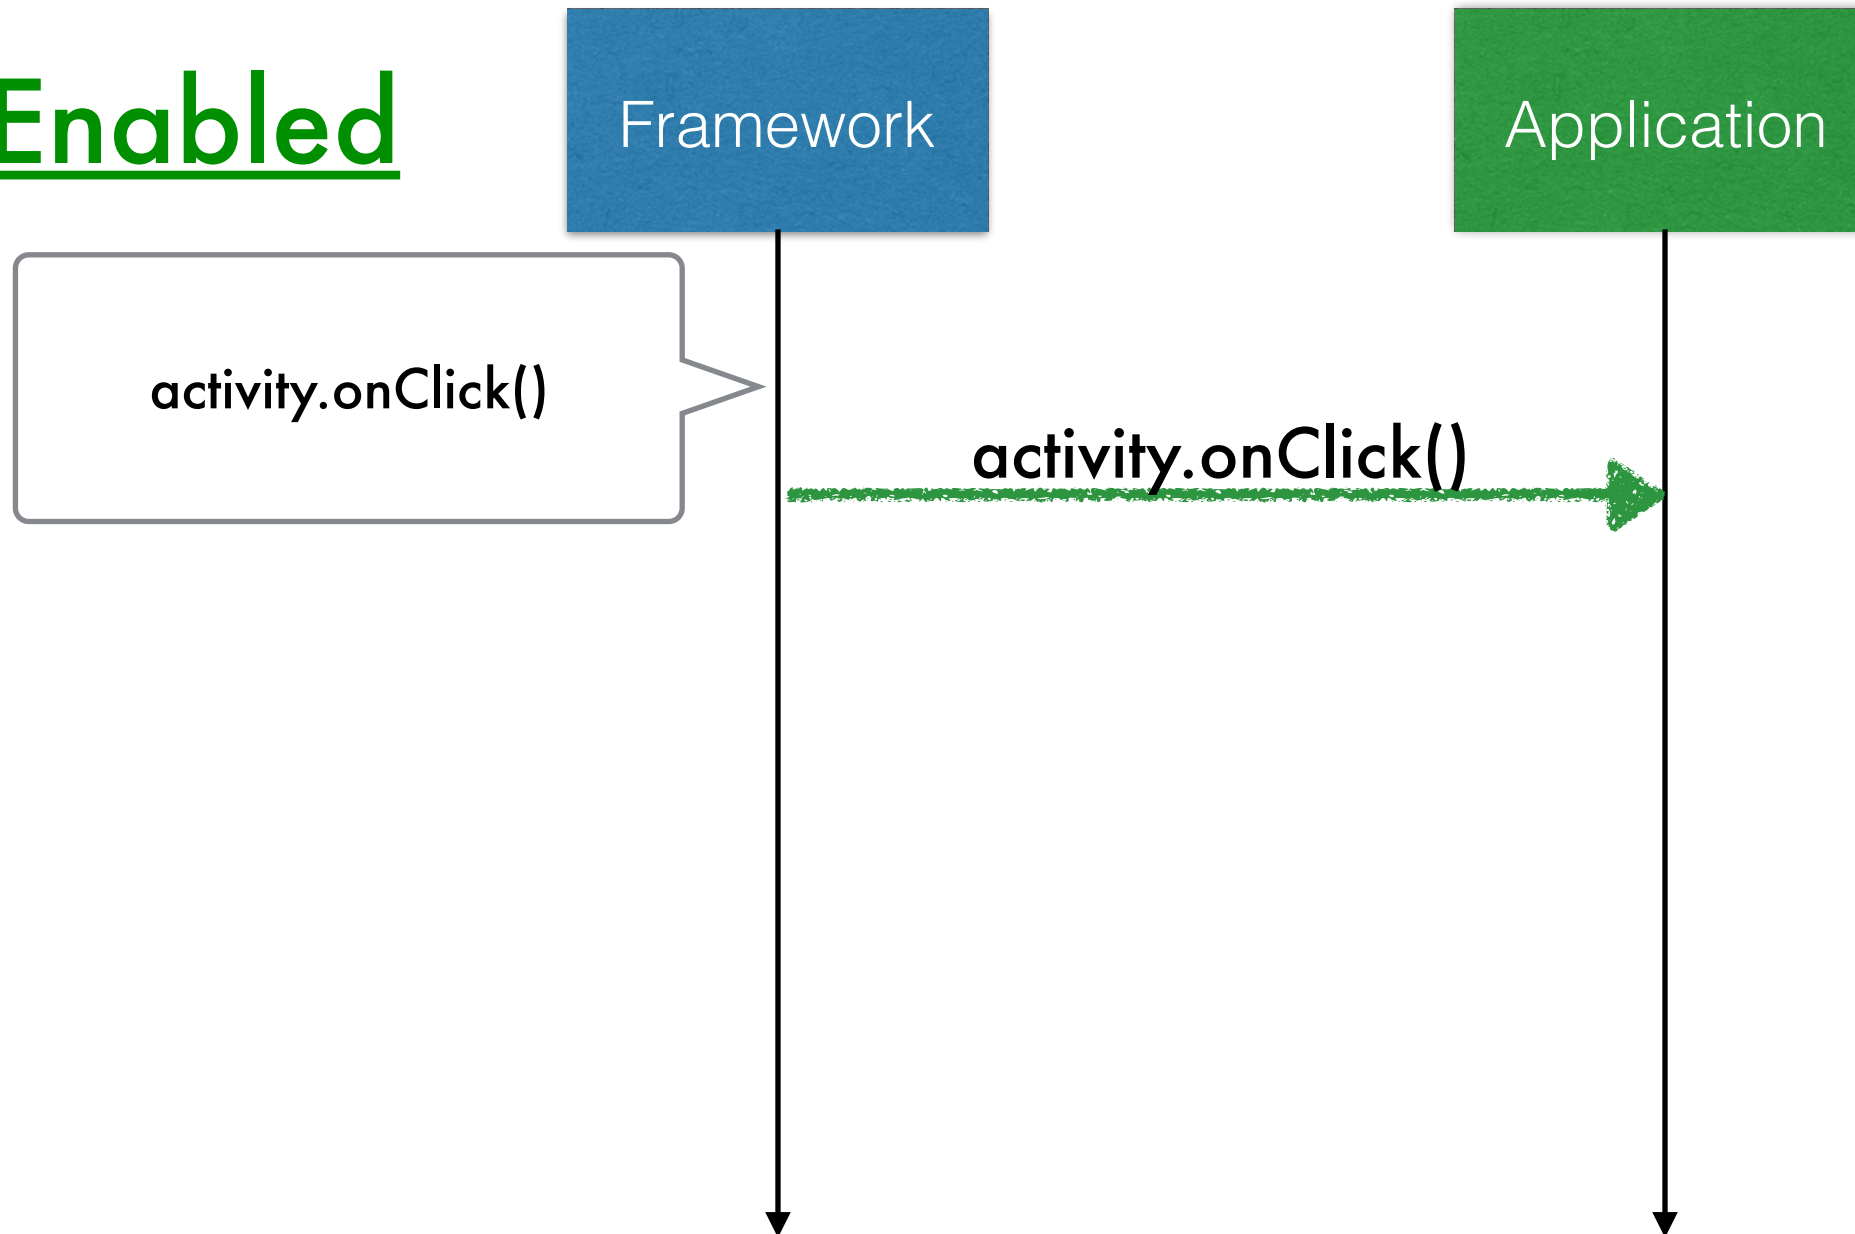 Enabled
Framework
Application
activity.onClick()
activity.onClick()